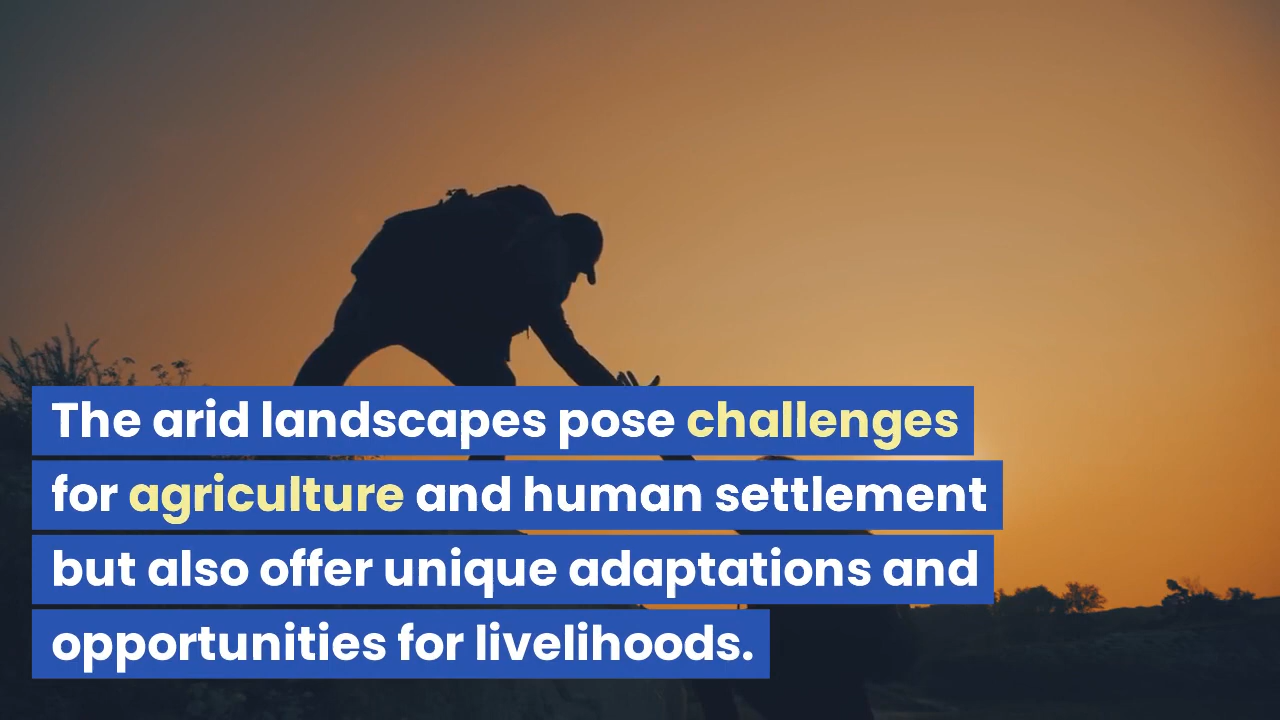 The arid landscapes pose challenges
for agriculture and human settlement
but also offer unique adaptations and
opportunities for livelihoods.